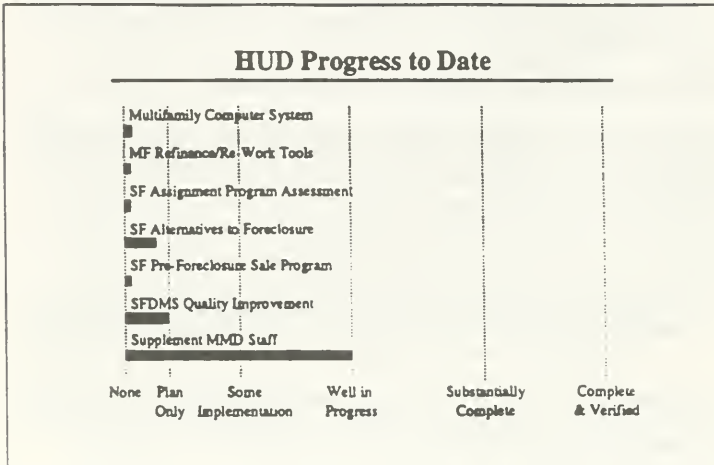 HUD Progress to Date
Multifamily Computer System
MF Refinance/Re-Work Tools
SF Assignment Program Assessment
SF Alternatives to Foreclosure
SF Pre-Foreclosure Sale Program
SFDMS Quality Improvement
Supplement MMD Staff
None Plan Some Well in Substantially Complete
Only Implementation Progress Complete & Verified